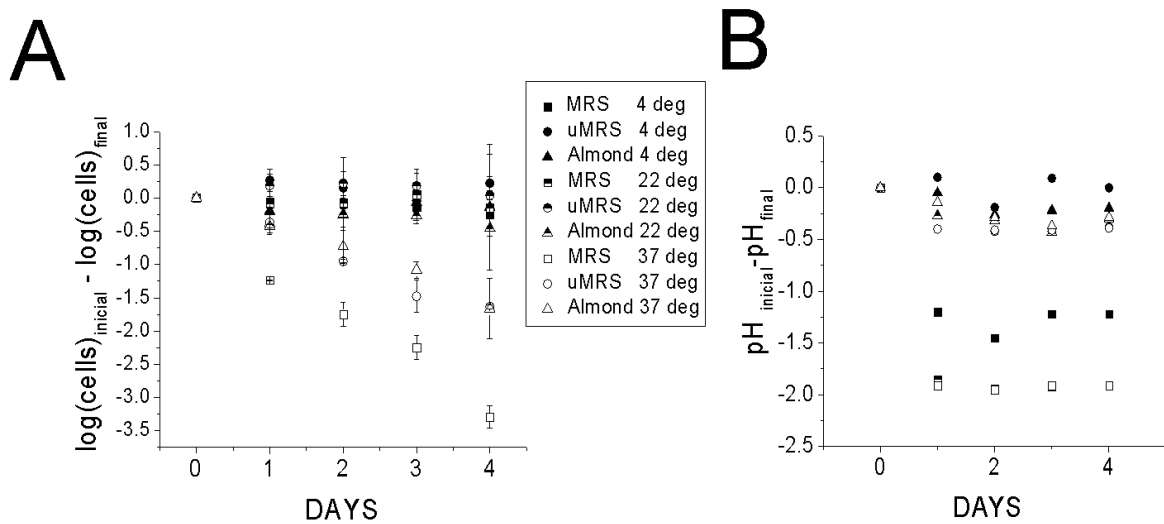 A
log(cells)inicial - log(cells)final
0.5
0.0
-0.5
-1.0
-1.5
-2.0
-2.5
-3.0
-3.5
0 1 2 3 4
DAYS
MRS 4 deg
uMRS 4 deg
Almond 4 deg
MRS 22 deg
uMRS 22 deg
Almond 22 deg
MRS 37 deg
uMRS 37 deg
Almond 37 deg
B
pH inicial-pHfinal
0.5
0.0
-0.5
-1.0
-1.5
-2.0
-2.5
0 2 4
DAYS